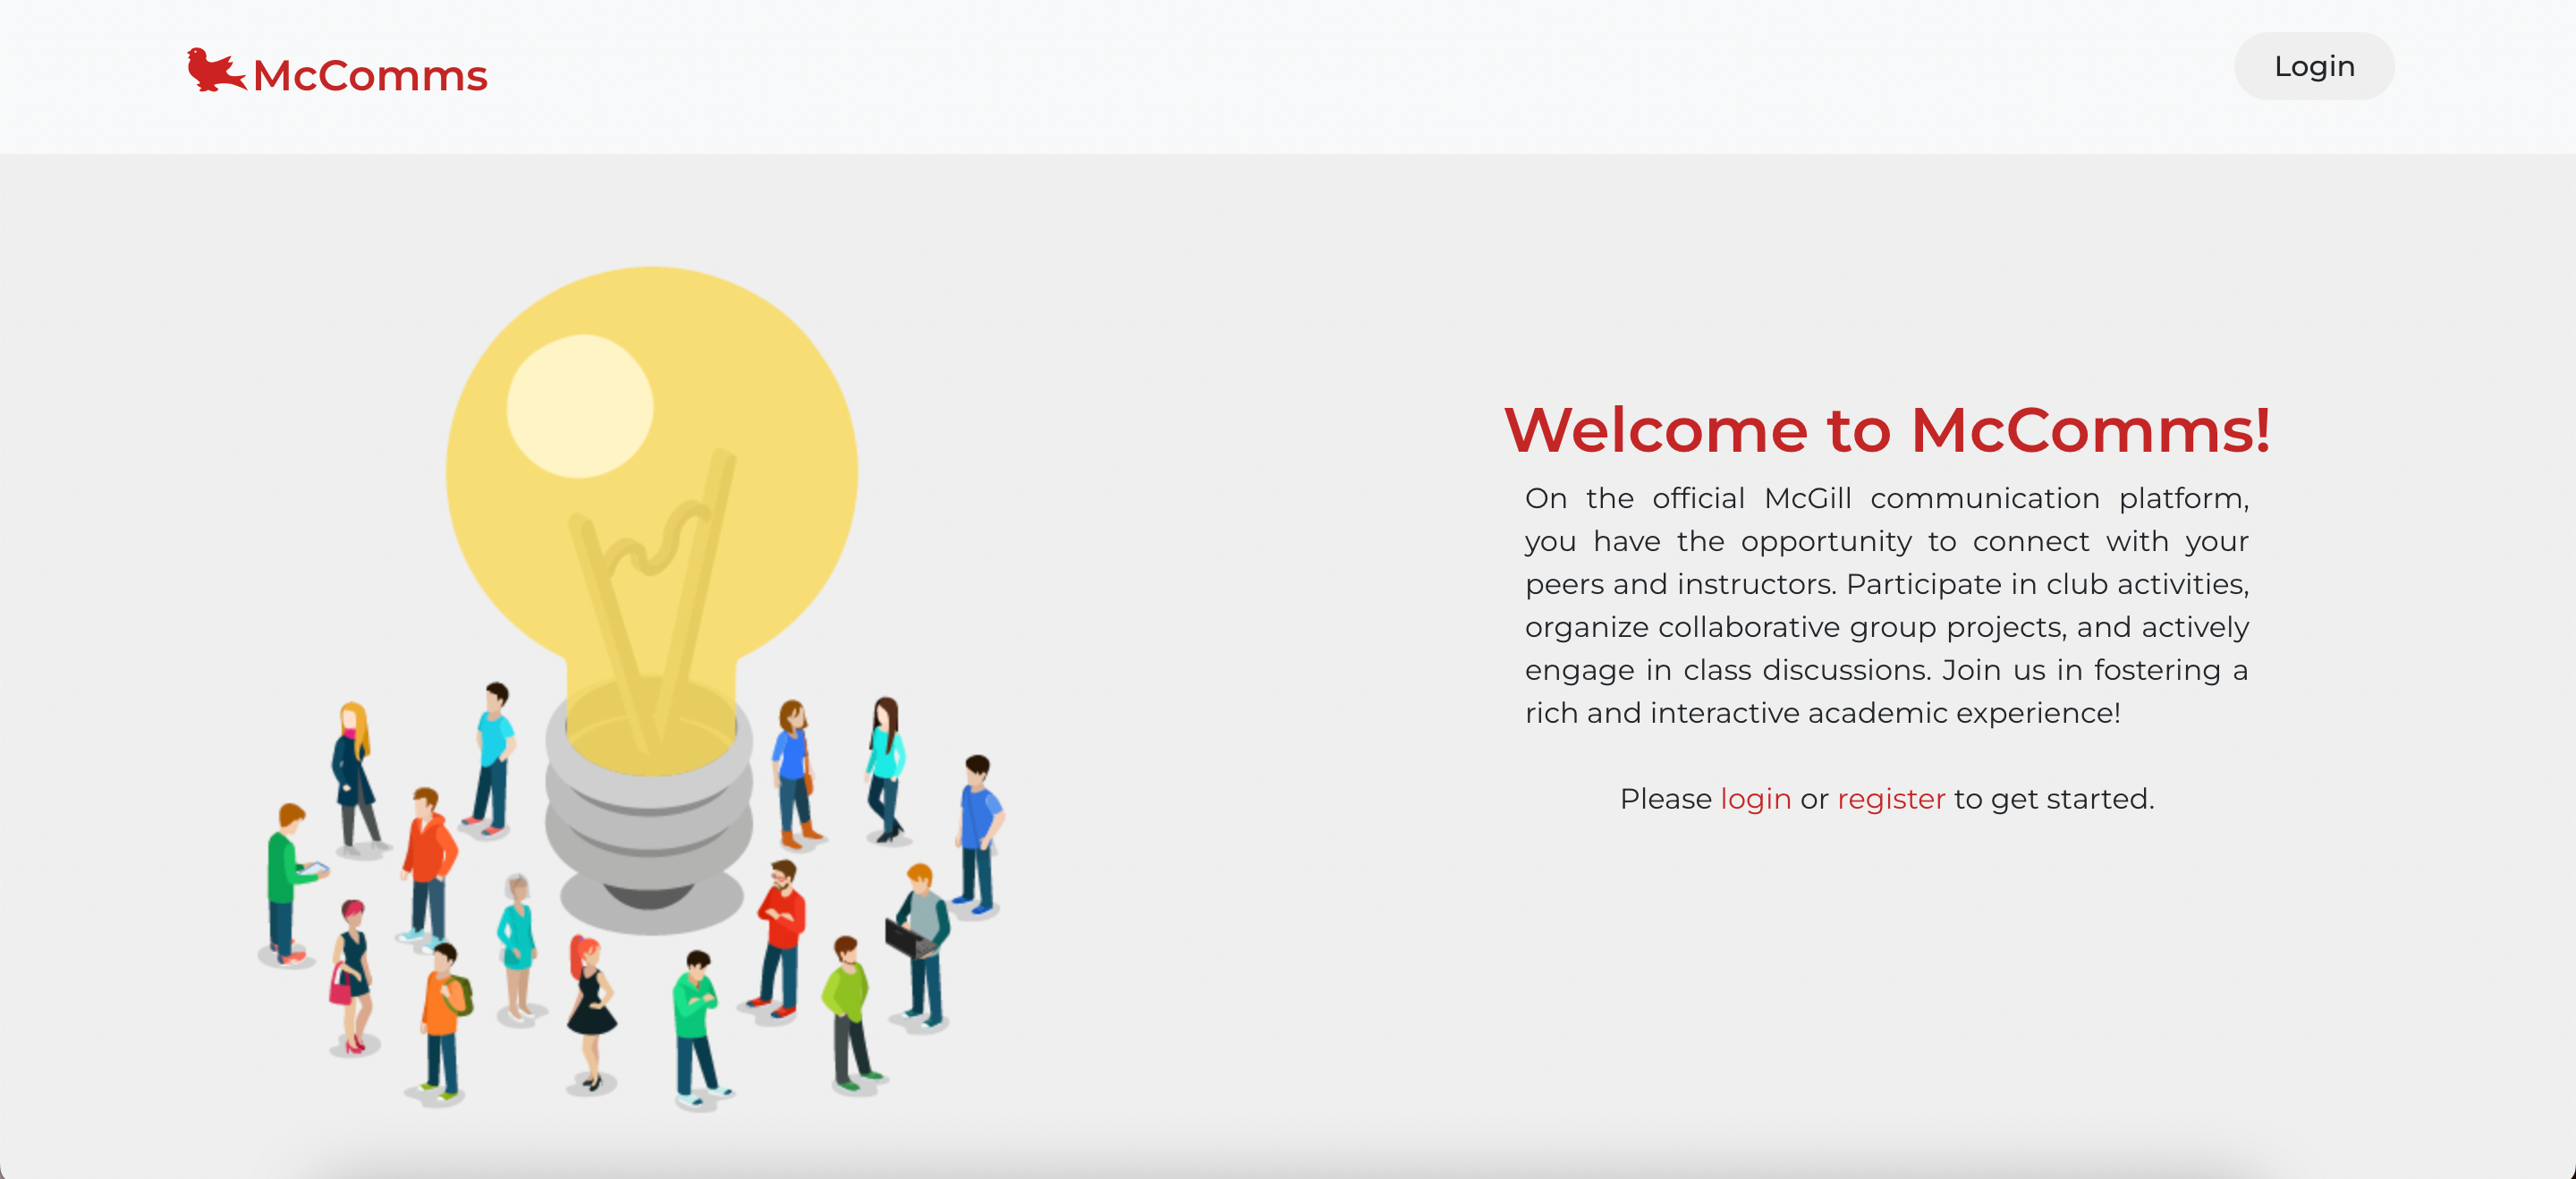 McComms
Login
Welcome to McComms!
On the official McGill communication platform,
you have the opportunity to connect with your
peers and instructors. Participate in club activities,
organize collaborative group projects, and actively
engage in class discussions. Join us in fostering a
rich and interactive academic experience!
Please login or register to get started.